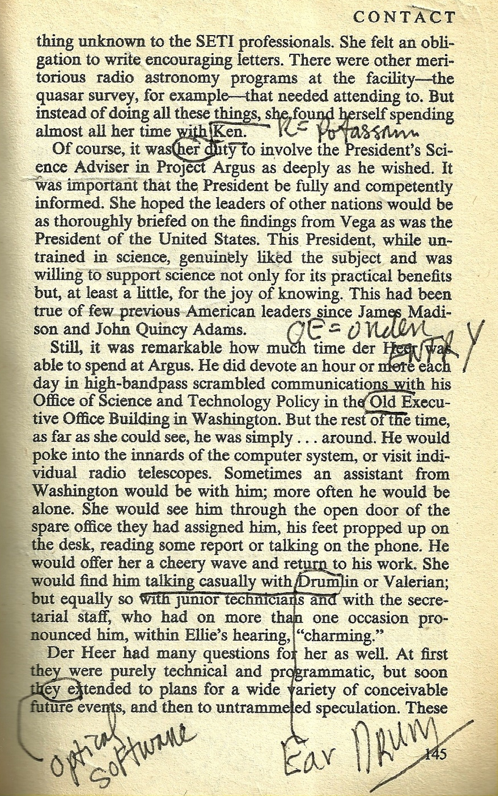 CONTACT
thing unknown to the SETI professionals. She felt an obli-
gation to write encouraging letters. There were other meri-
torious radio astronomy programs at the facility—the
quasar survey, for example—that needed attending to. But
instead of doing all these things, she found herself spending
almost all her time with Ken.
K = Potassam
Of course, it was her duty to involve the President's Sci-
ence Adviser in Project Argus as deeply as he wished. It
was important that the President be fully and competently
informed. She hoped the leaders of other nations would be
as thoroughly briefed on the findings from Vega as was the
President of the United States. This President, while un-
trained in science, genuinely liked the subject and was
willing to support science not only for its practical benefits
but, at least a little, for the joy of knowing. This had been
true of few previous American leaders since James Madi-
son and John Quincy Adams.
OE = onden
ENTRY
Still, it was remarkable how much time der Heer was
able to spend at Argus. He did devote an hour or more each
day in high-bandpass scrambled communications with his
Office of Science and Technology Policy in the Old Execu-
tive Office Building in Washington. But the rest of the time,
as far as she could see, he was simply . . . around. He would
poke into the innards of the computer system, or visit indi-
vidual radio telescopes. Sometimes an assistant from
Washington would be with him; more often he would be
alone. She would see him through the open door of the
spare office they had assigned him, his feet propped up on
the desk, reading some report or talking on the phone. He
would offer her a cheery wave and return to his work. She
would find him talking casually with Drumlin or Valerian;
but equally so with junior technicians and with the secre-
tarial staff, who had on more than one occasion pro-
nounced him, within Ellie's hearing, "charming."
Der Heer had many questions for her as well. At first
they were purely technical and programmatic, but soon
they extended to plans for a wide variety of conceivable
future events, and then to untrammeled speculation. These
optical
software
Ear DRUM
145